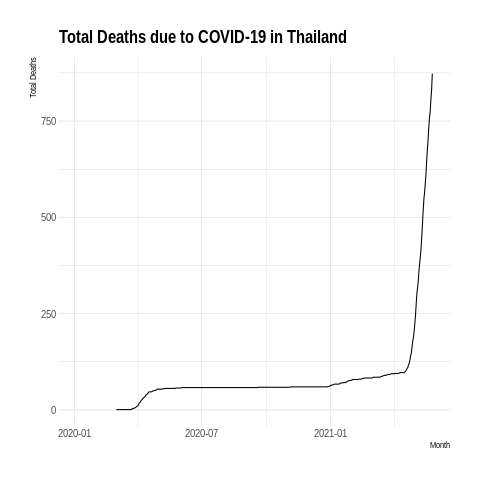 Total Deaths due to COVID-19 in Thailand
Total Deaths
750
500
250
0
2020-01 2020-07 2021-01
Month